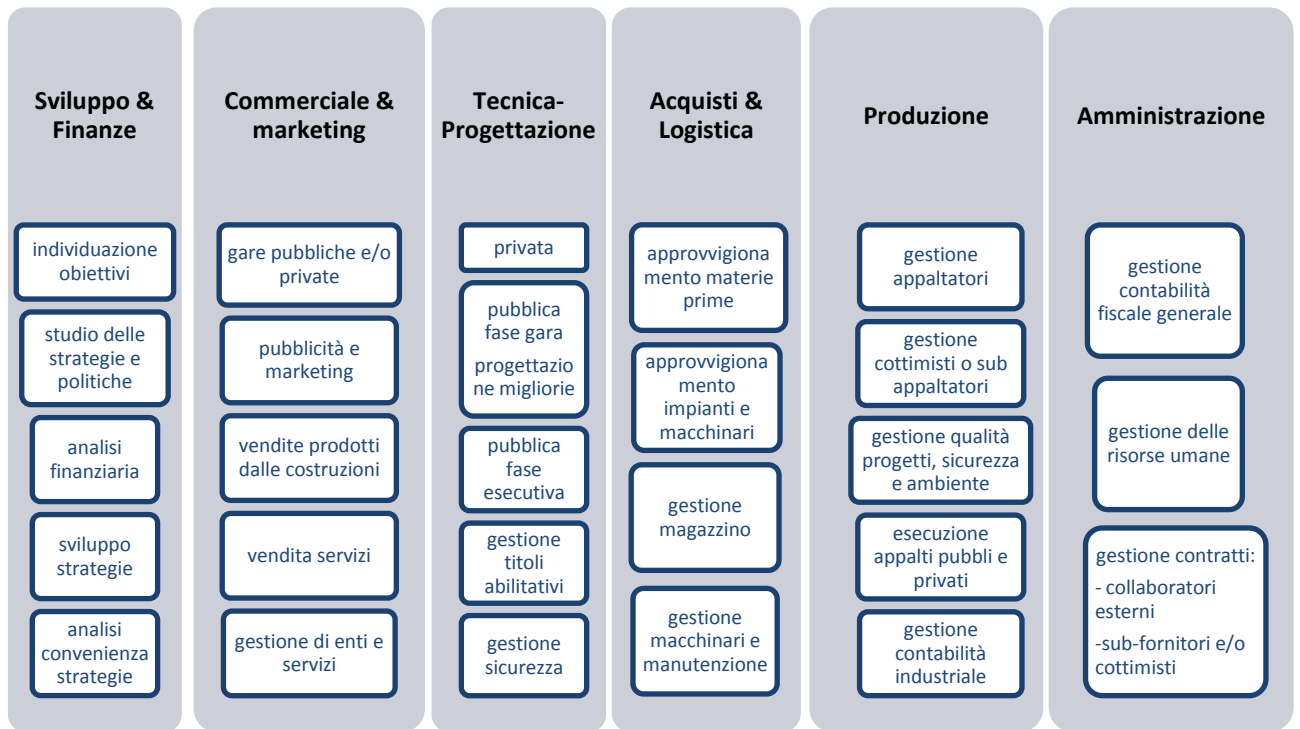 Sviluppo &
Finanze
individuazione
obiettivi
studio delle
strategie e
politiche
analisi
finanziaria
sviluppo
strategie
analisi
convenienza
strategie
Commerciale &
marketing
gare pubbliche e/o
private
pubblicità e
marketing
vendite prodotti
dalle costruzioni
vendita servizi
gestione di enti e
servizi
Tecnica-
Progettazione
privata
pubblica
fase gara
progettazio
ne migliorie
pubblica
fase
esecutiva
gestione
titoli
abilitativi
gestione
sicurezza
Acquisti &
Logistica
approvvigiona
mento materie
prime
approvvigiona
mento
impianti e
macchinari
gestione
magazzino
gestione
macchinari e
manutenzione
Produzione
gestione
appaltatori
gestione
cottimisti o sub
appaltatori
gestione qualità
progetti, sicurezza
e ambiente
esecuzione
appalti pubbli e
privati
gestione
contabilità
industriale
Amministrazione
gestione
contabilità
fiscale generale
gestione delle
risorse umane
gestione contratti:
- collaboratori
esterni
-sub-fornitori e/o
cottimisti